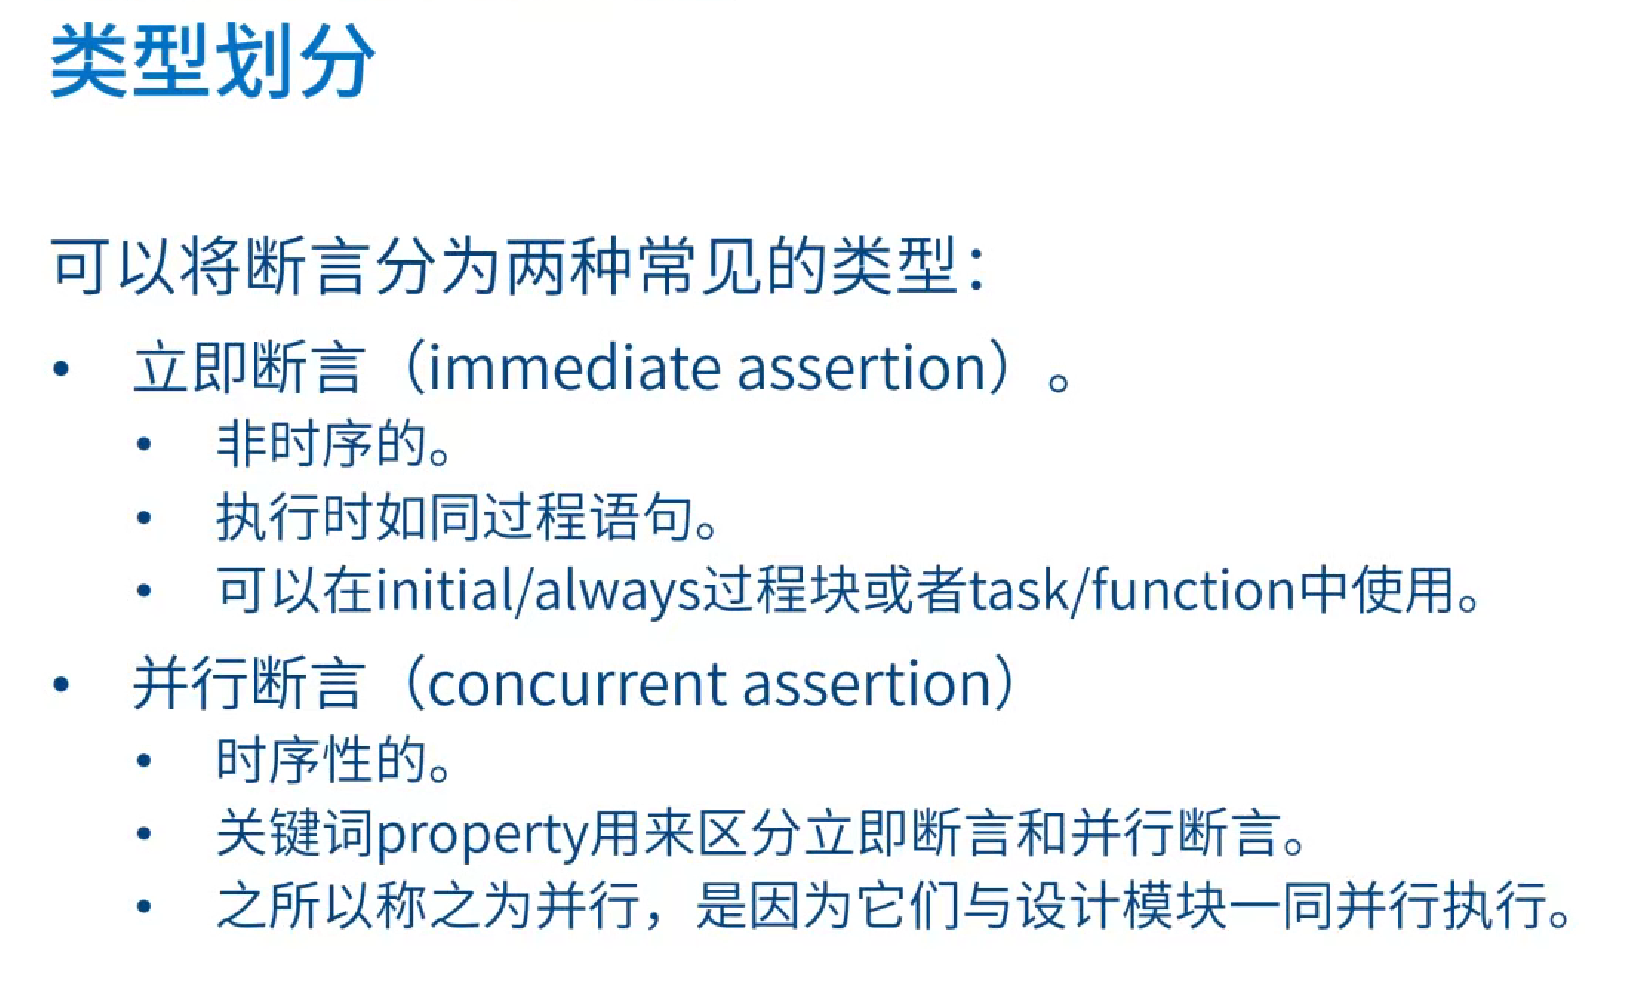 类型划分
可以将断言分为两种常见的类型：
• 立即断言（immediate assertion）。
• 非时序的。
• 执行时如同过程语句。
• 可以在initial/always过程块或者task/function中使用。
• 并行断言（concurrent assertion）
• 时序性的。
• 关键词property用来区分立即断言和并行断言。
• 之所以称之为并行，是因为它们与设计模块一同并行执行。